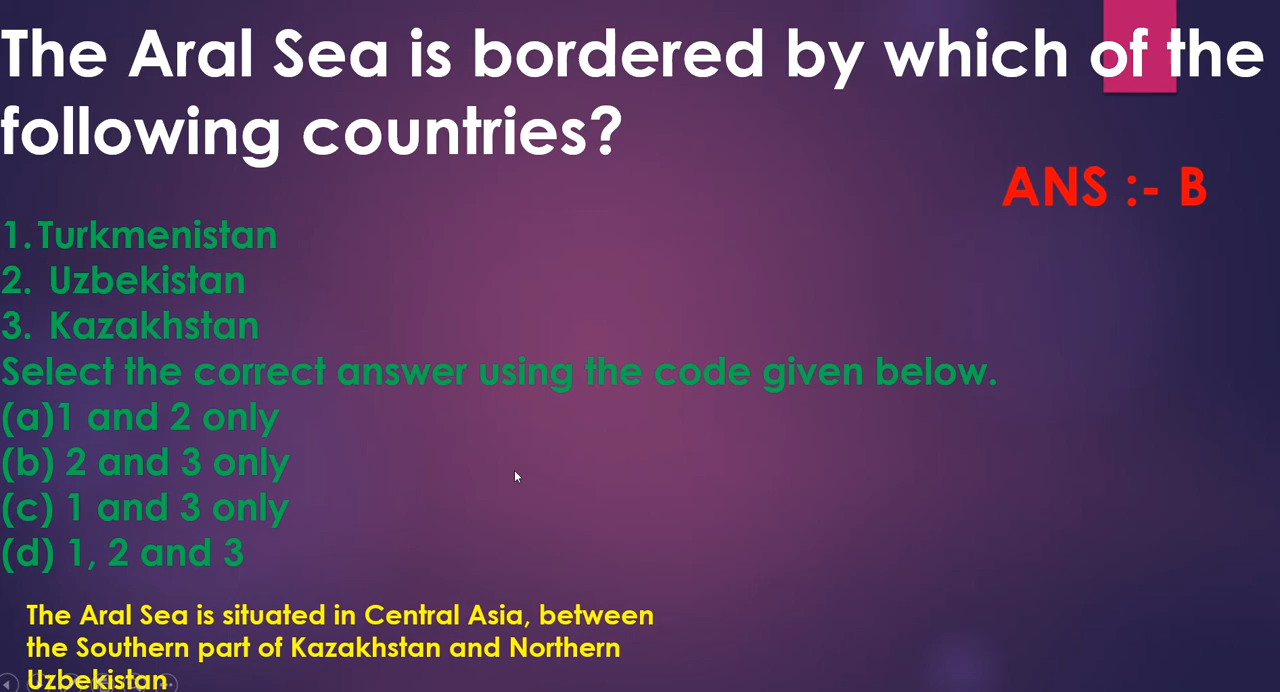 The Aral Sea is bordered by which of the
following countries?
ANS :- B
1. Turkmenistan
2. Uzbekistan
3. Kazakhstan
Select the correct answer using the code given below.
(a)1 and 2 only
(b) 2 and 3 only
(c) 1 and 3 only
(d) 1, 2 and 3
The Aral Sea is situated in Central Asia, between
the Southern part of Kazakhstan and Northern
Uzbekistan